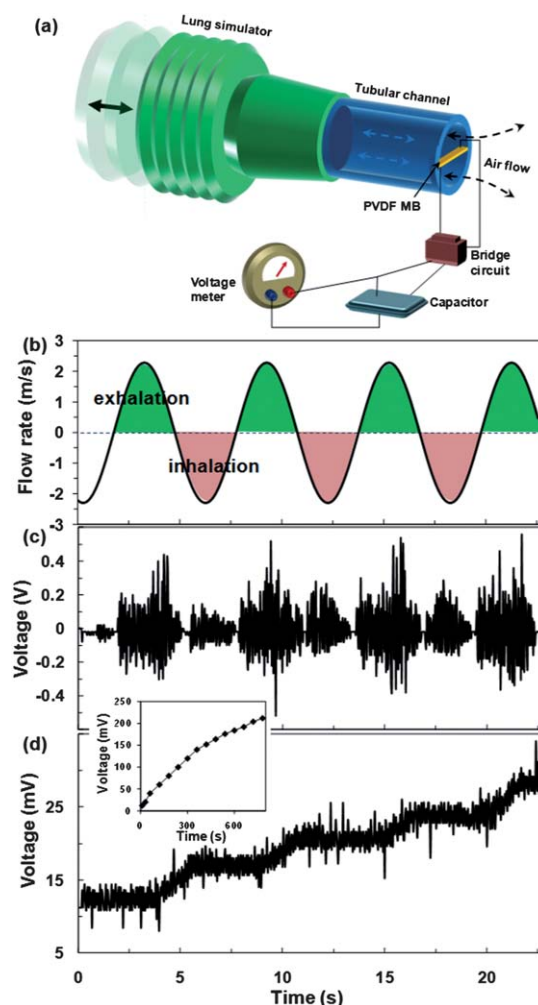 (a)
Lung simulator
Tubular channel
Air flow
PVDF MB
Bridge
circuit
Voltage
meter
Capacitor
(b)
3
2
1
0
-1
-2
-3
Flow rate (m/s)
exhalation
inhalation
(c)
0.4
0.2
0
-0.2
-0.4
Voltage (V)
250
200
150
100
50
0
Voltage (mV)
0 300 600
Time (s)
(d)
25
15
5
Voltage (mV)
0 5 10 15 20
Time (s)